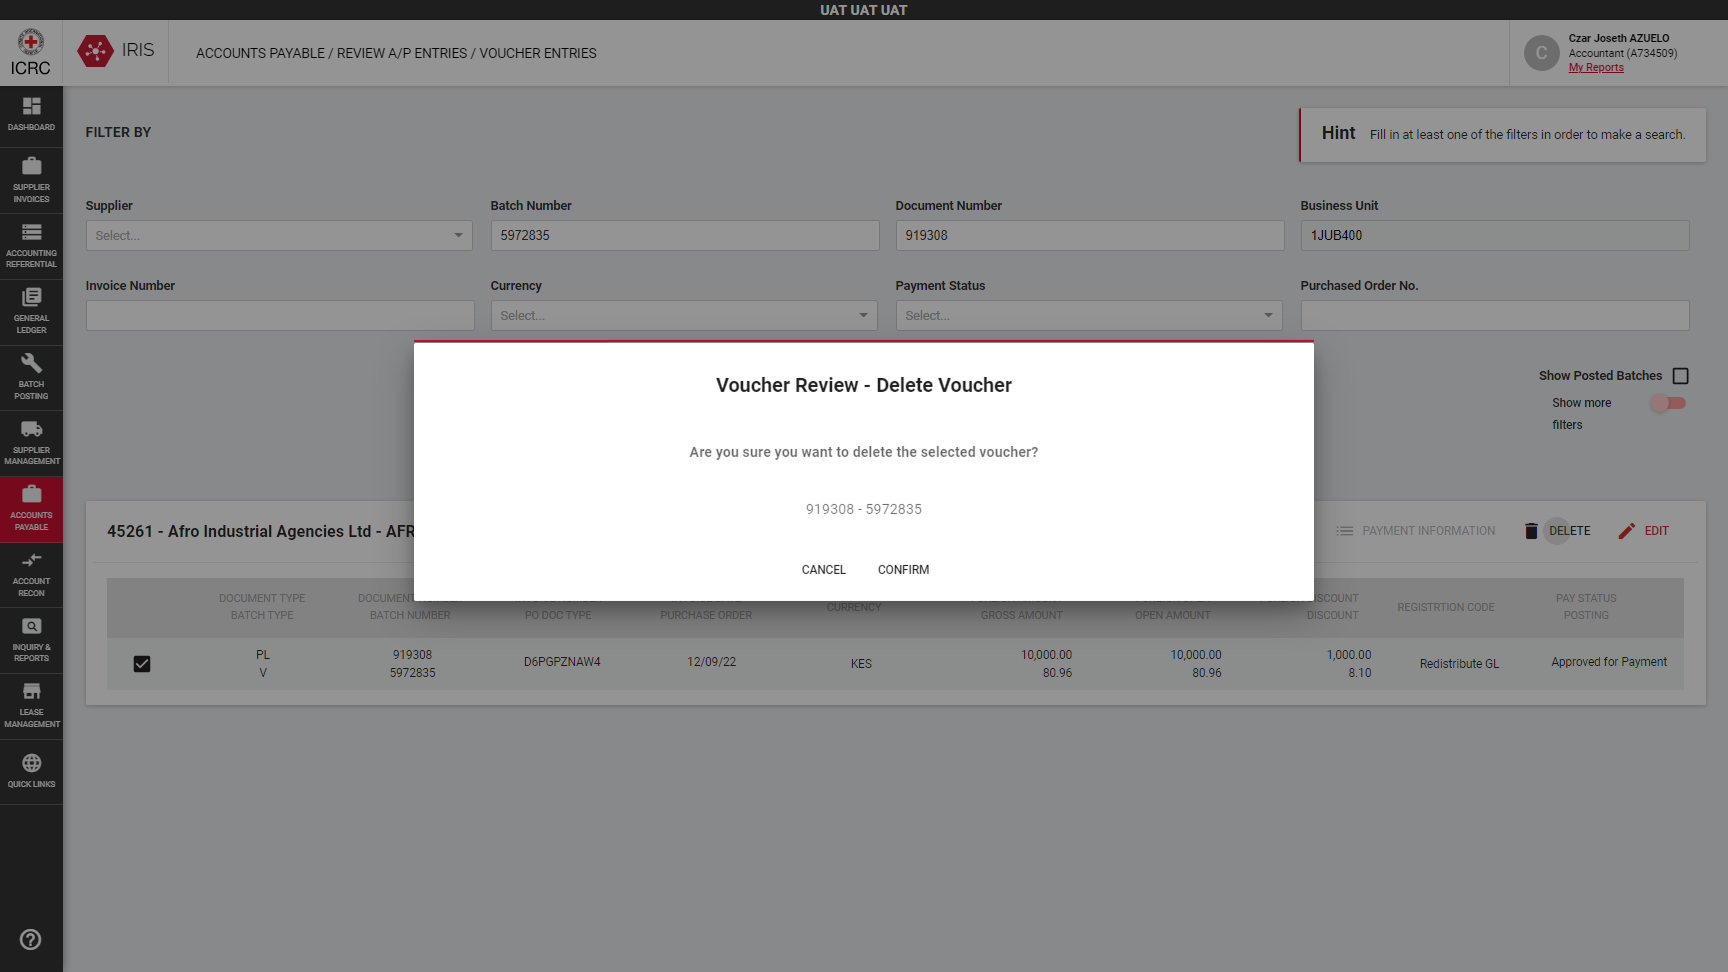 UAT UAT UAT
ICRC
IRIS
ACCOUNTS PAYABLE / REVIEW A/P ENTRIES / VOUCHER ENTRIES
C
Czar Joseth AZUELO
Accountant (A734509)
My Reports
DASHBOARD
SUPPLIER
INVOICES
ACCOUNTING
REFERENTIAL
GENERAL
LEDGER
BATCH
POSTING
SUPPLIER
MANAGEMENT
ACCOUNTS
PAYABLE
ACCOUNT
RECON
INQUIRY &
REPORTS
LEASE
MANAGEMENT
QUICK LINKS
FILTER BY
Hint Fill in at least one of the filters in order to make a search.
Supplier
Select...
Batch Number
5972835
Document Number
919308
Business Unit
1JUB400
Invoice Number
Currency
Select...
Payment Status
Select...
Purchased Order No.
Show Posted Batches
Show more
filters
Voucher Review - Delete Voucher
Are you sure you want to delete the selected voucher?
919308 - 5972835
CANCEL CONFIRM
45261 - Afro Industrial Agencies Ltd - AFR
PAYMENT INFORMATION DELETE EDIT
DOCUMENT TYPE
BATCH TYPE
DOCUMENT
BATCH NUMBER
PO DOC TYPE
PURCHASE ORDER
CURRENCY
GROSS AMOUNT
OPEN AMOUNT
DISCOUNT
DISCOUNT
REGISTRTION CODE
PAY STATUS
POSTING
PL
V
919308
5972835
D6PGPZNAW4
12/09/22
KES
10,000.00
80.96
10,000.00
80.96
1,000.00
8.10
Redistribute GL
Approved for Payment